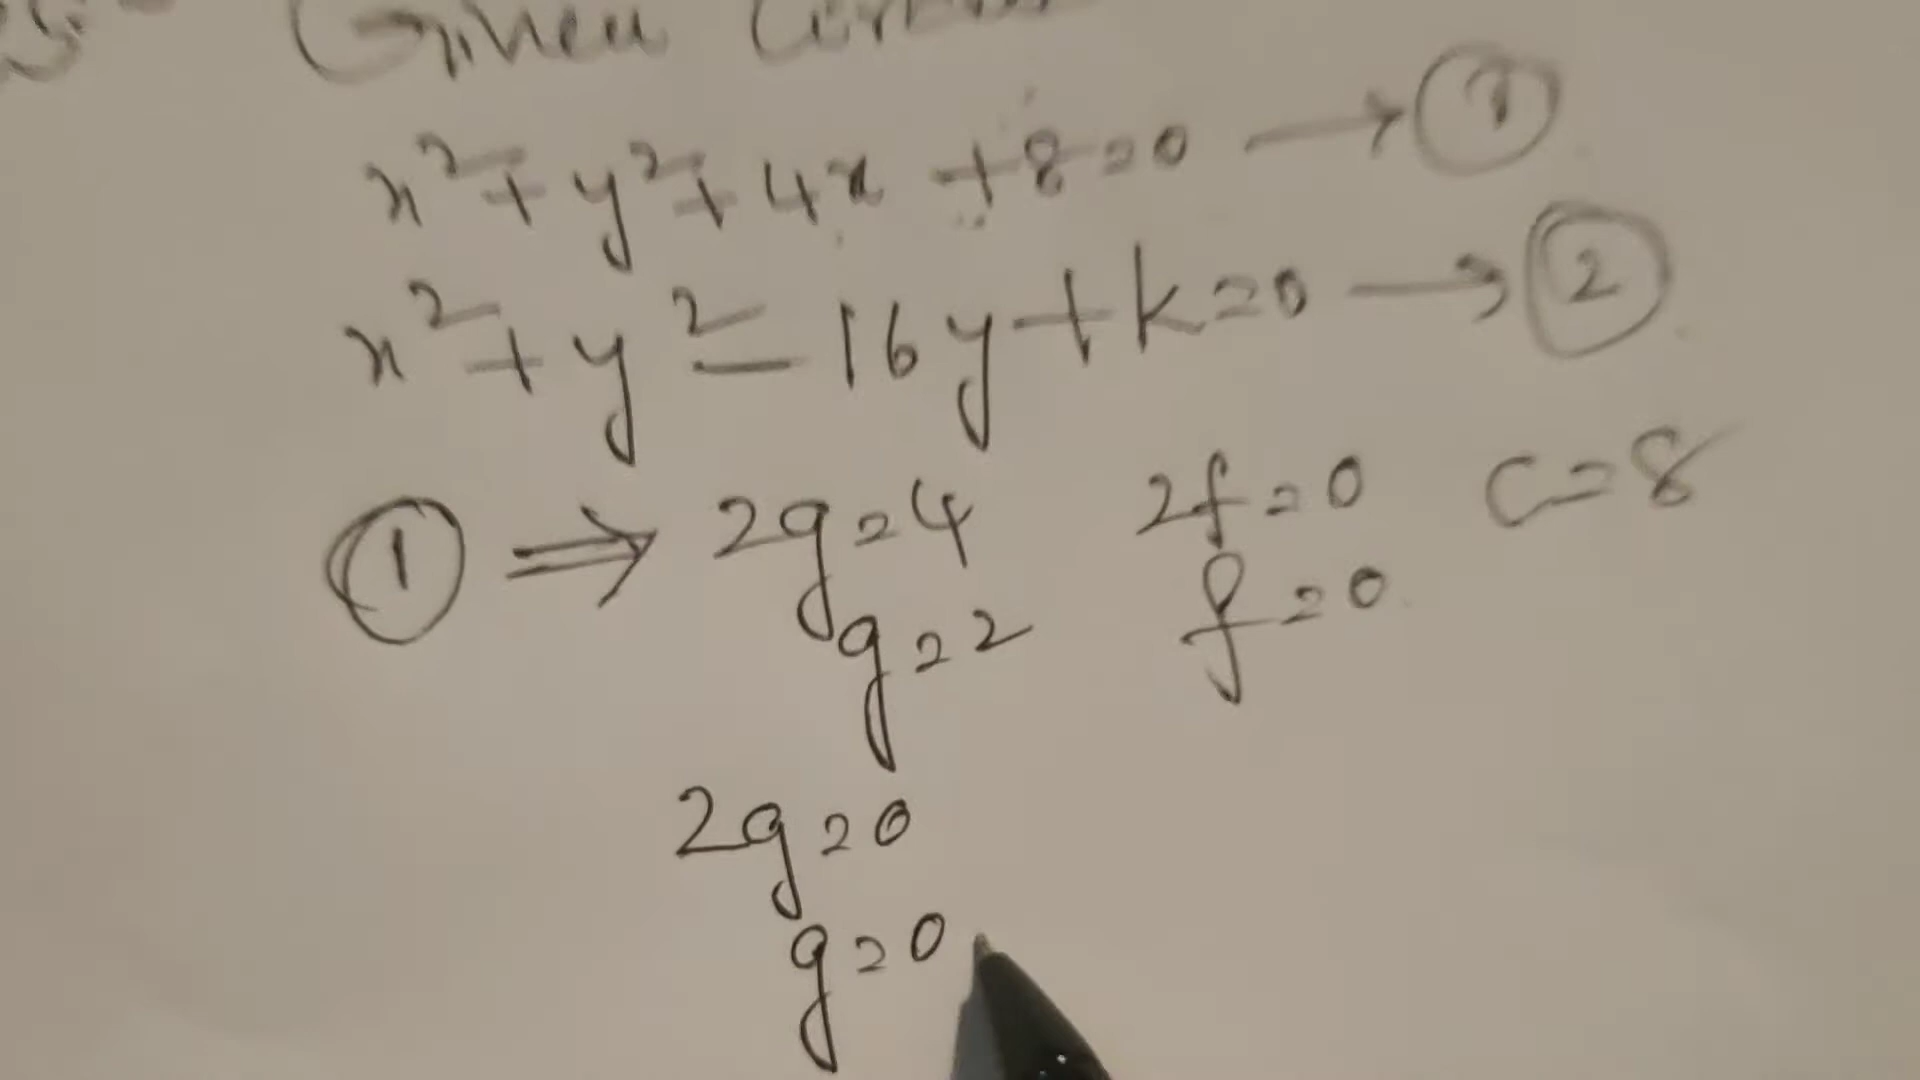 Given
x²+y²+4x+8=0 → ①
x²+y²-16y+k=0 → ②
① ⇒ 2g=4 2f=0 c=8
g=2 f=0
2g=0
g=0